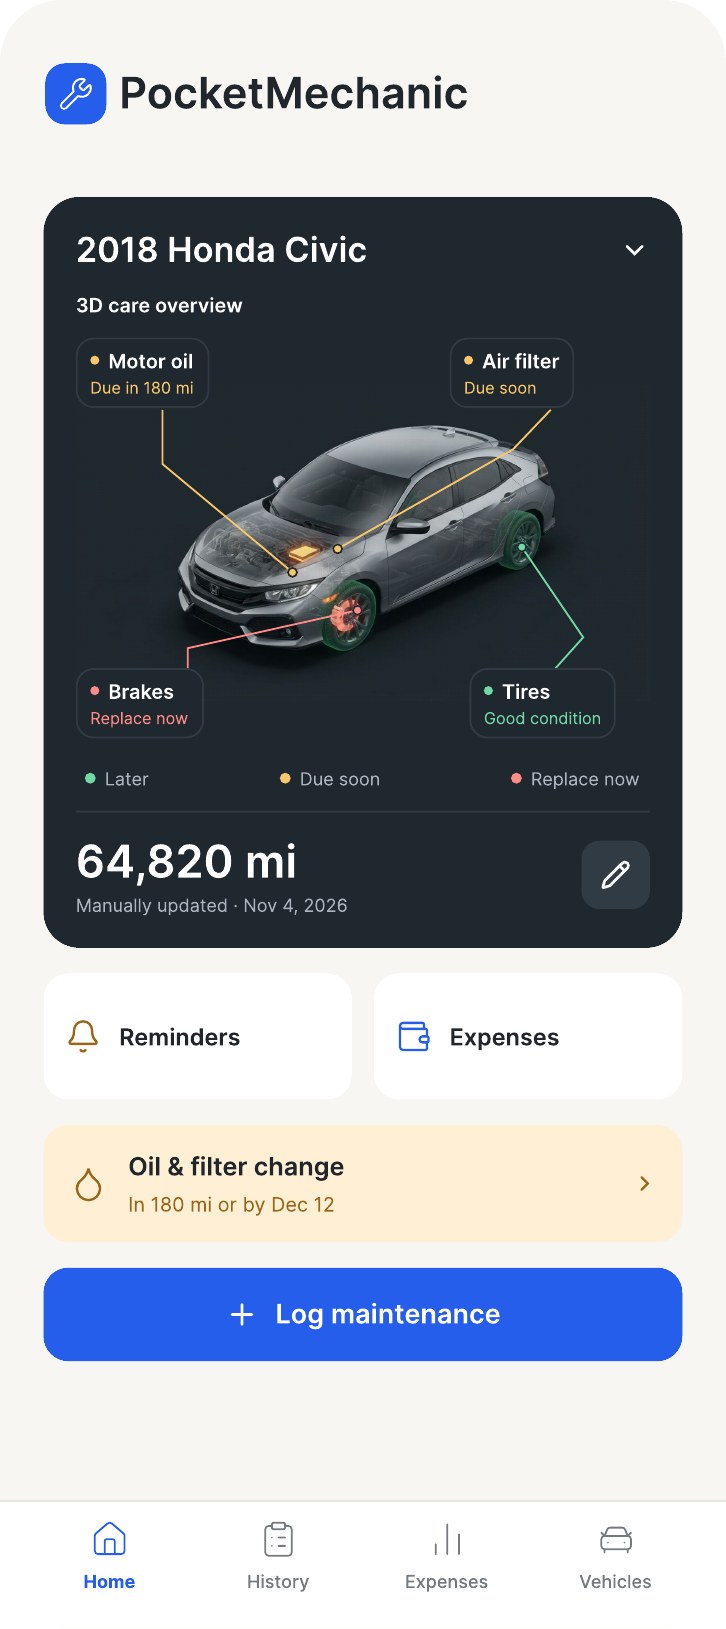 PocketMechanic
2018 Honda Civic
3D care overview
Motor oil
Due in 180 mi
Air filter
Due soon
Brakes
Replace now
Tires
Good condition
Later
Due soon
Replace now
64,820 mi
Manually updated · Nov 4, 2026
Reminders
Expenses
Oil & filter change
In 180 mi or by Dec 12
Log maintenance
Home
History
Expenses
Vehicles